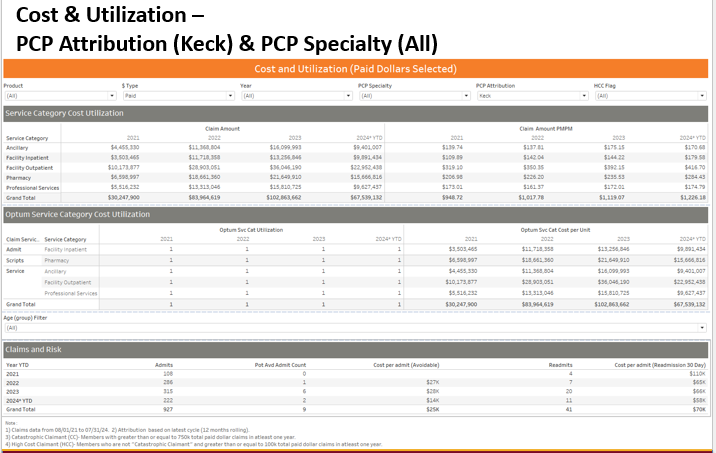 Cost & Utilization –
PCP Attribution (Keck) & PCP Specialty (All)
Cost and Utilization (Paid Dollars Selected)
Product $ Type Year PCP Specialty PCP Attribution HCC Flag
(All) Paid (All) (All) Keck (All)
Service Category Cost Utilization
Claim Amount Claim Amount PMPM
Service Category 2021 2022 2023 2024* YTD 2021 2022 2023 2024* YTD
Ancillary $4,455,330 $11,368,804 $16,099,993 $9,401,007 $139.74 $137.81 $175.15 $170.68
Facility Inpatient $3,503,465 $11,718,358 $13,256,846 $9,891,434 $109.89 $142.04 $144.22 $179.58
Facility Outpatient $10,173,877 $28,903,051 $36,046,190 $22,952,438 $319.10 $350.35 $392.15 $416.70
Pharmacy $6,598,997 $18,661,360 $21,649,910 $15,666,816 $206.98 $226.20 $235.53 $284.43
Professional Services $5,516,232 $13,313,046 $15,810,725 $9,627,437 $173.01 $161.37 $172.01 $174.79
Grand Total $30,247,900 $83,964,619 $102,863,662 $67,539,132 $948.72 $1,017.78 $1,119.07 $1,226.18
Optum Service Category Cost Utilization
Optum Svc Cat Utilization Optum Svc Cat Cost per Unit
Claim Servic.. Service Category 2021 2022 2023 2024* YTD 2021 2022 2023 2024* YTD
Admit Facility Inpatient 1 1 1 1 $3,503,465 $11,718,358 $13,256,846 $9,891,434
Scripts Pharmacy 1 1 1 1 $6,598,997 $18,661,360 $21,649,910 $15,666,816
Service Ancillary 1 1 1 1 $4,455,330 $11,368,804 $16,099,993 $9,401,007
Facility Outpatient 1 1 1 1 $10,173,877 $28,903,051 $36,046,190 $22,952,438
Professional Services 1 1 1 1 $5,516,232 $13,313,046 $15,810,725 $9,627,437
Grand Total 1 1 1 1 $30,247,900 $83,964,619 $102,863,662 $67,539,132
Age (group) Filter
(All)
Claims and Risk
Year YTD Admits Pot Avd Admit Count Cost per admit (Avoidable) Readmits Cost per admit (Readmission 30 Day)
2021 108 0 4 $110K
2022 286 1 $27K 7 $65K
2023 315 6 $28K 20 $66K
2024* YTD 222 2 $14K 11 $58K
Grand Total 927 9 $25K 41 $70K
Note:
1) Claims data from 08/01/21 to 07/31/24. 2) Attribution based on latest cycle (12 months rolling).
3) Catastrophic Claimant (CC)- Members with greater than or equal to 750k total paid dollar claims in atleast one year.
4) High Cost Claimant (HCC)- Members who are not "Catastrophic Claimant" and greater than or equal to 100k total paid dollar claims in atleast one year.